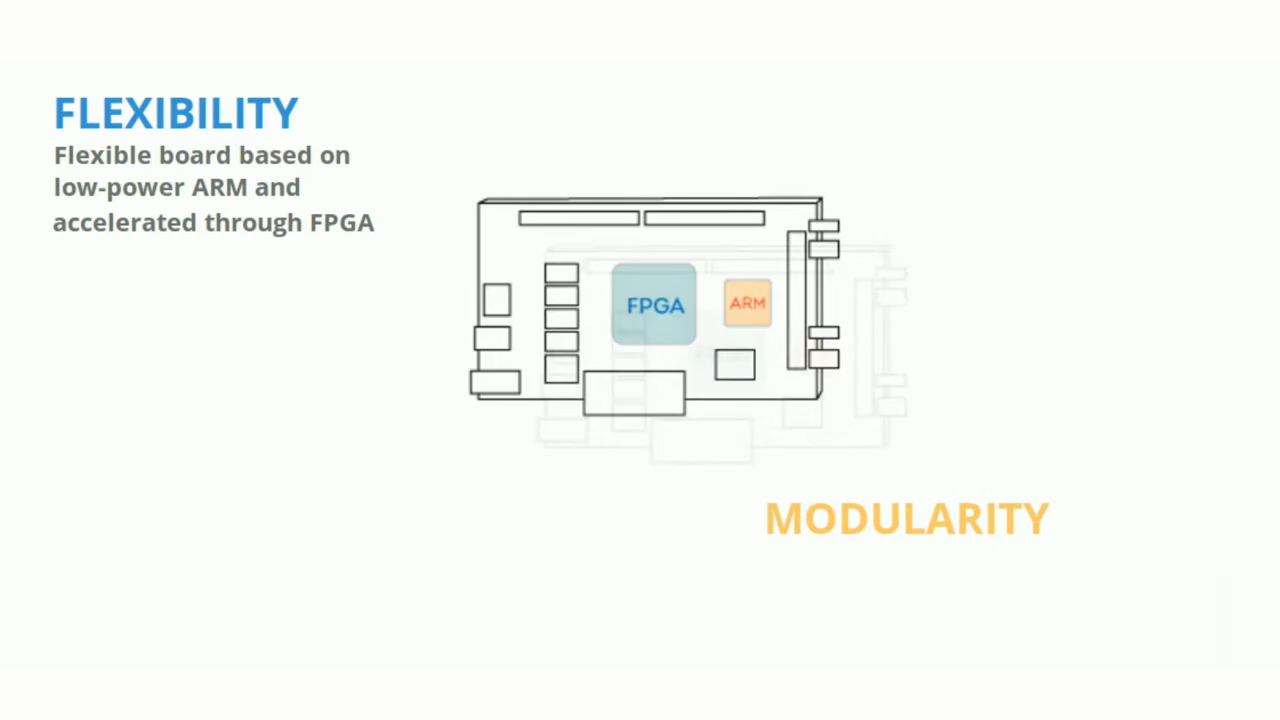 FLEXIBILITY
Flexible board based on
low-power ARM and
accelerated through FPGA
FPGA
ARM
MODULARITY